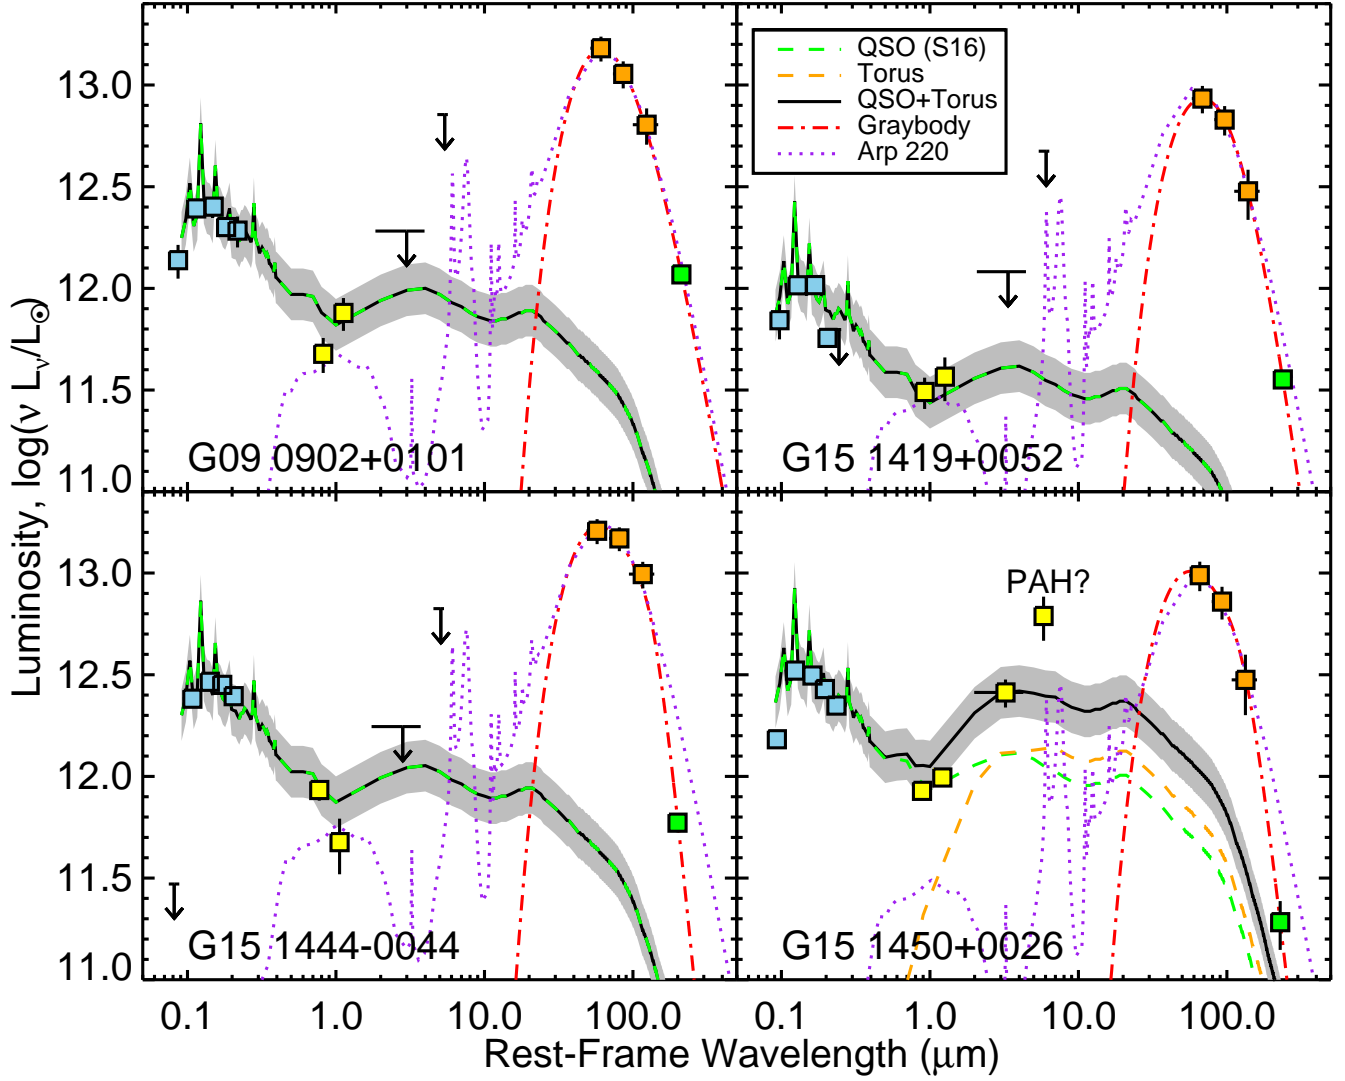 13.0
12.5
12.0
11.5
11.0
G09 0902+0101
QSO (S16)
Torus
QSO+Torus
Graybody
Arp 220
G15 1419+0052
13.0
12.5
12.0
11.5
11.0
G15 1444-0044
PAH?
G15 1450+0026
0.1 1.0 10.0 100.0
0.1 1.0 10.0 100.0
Rest-Frame Wavelength (μm)
Luminosity, log(ν Lν/L⊙)